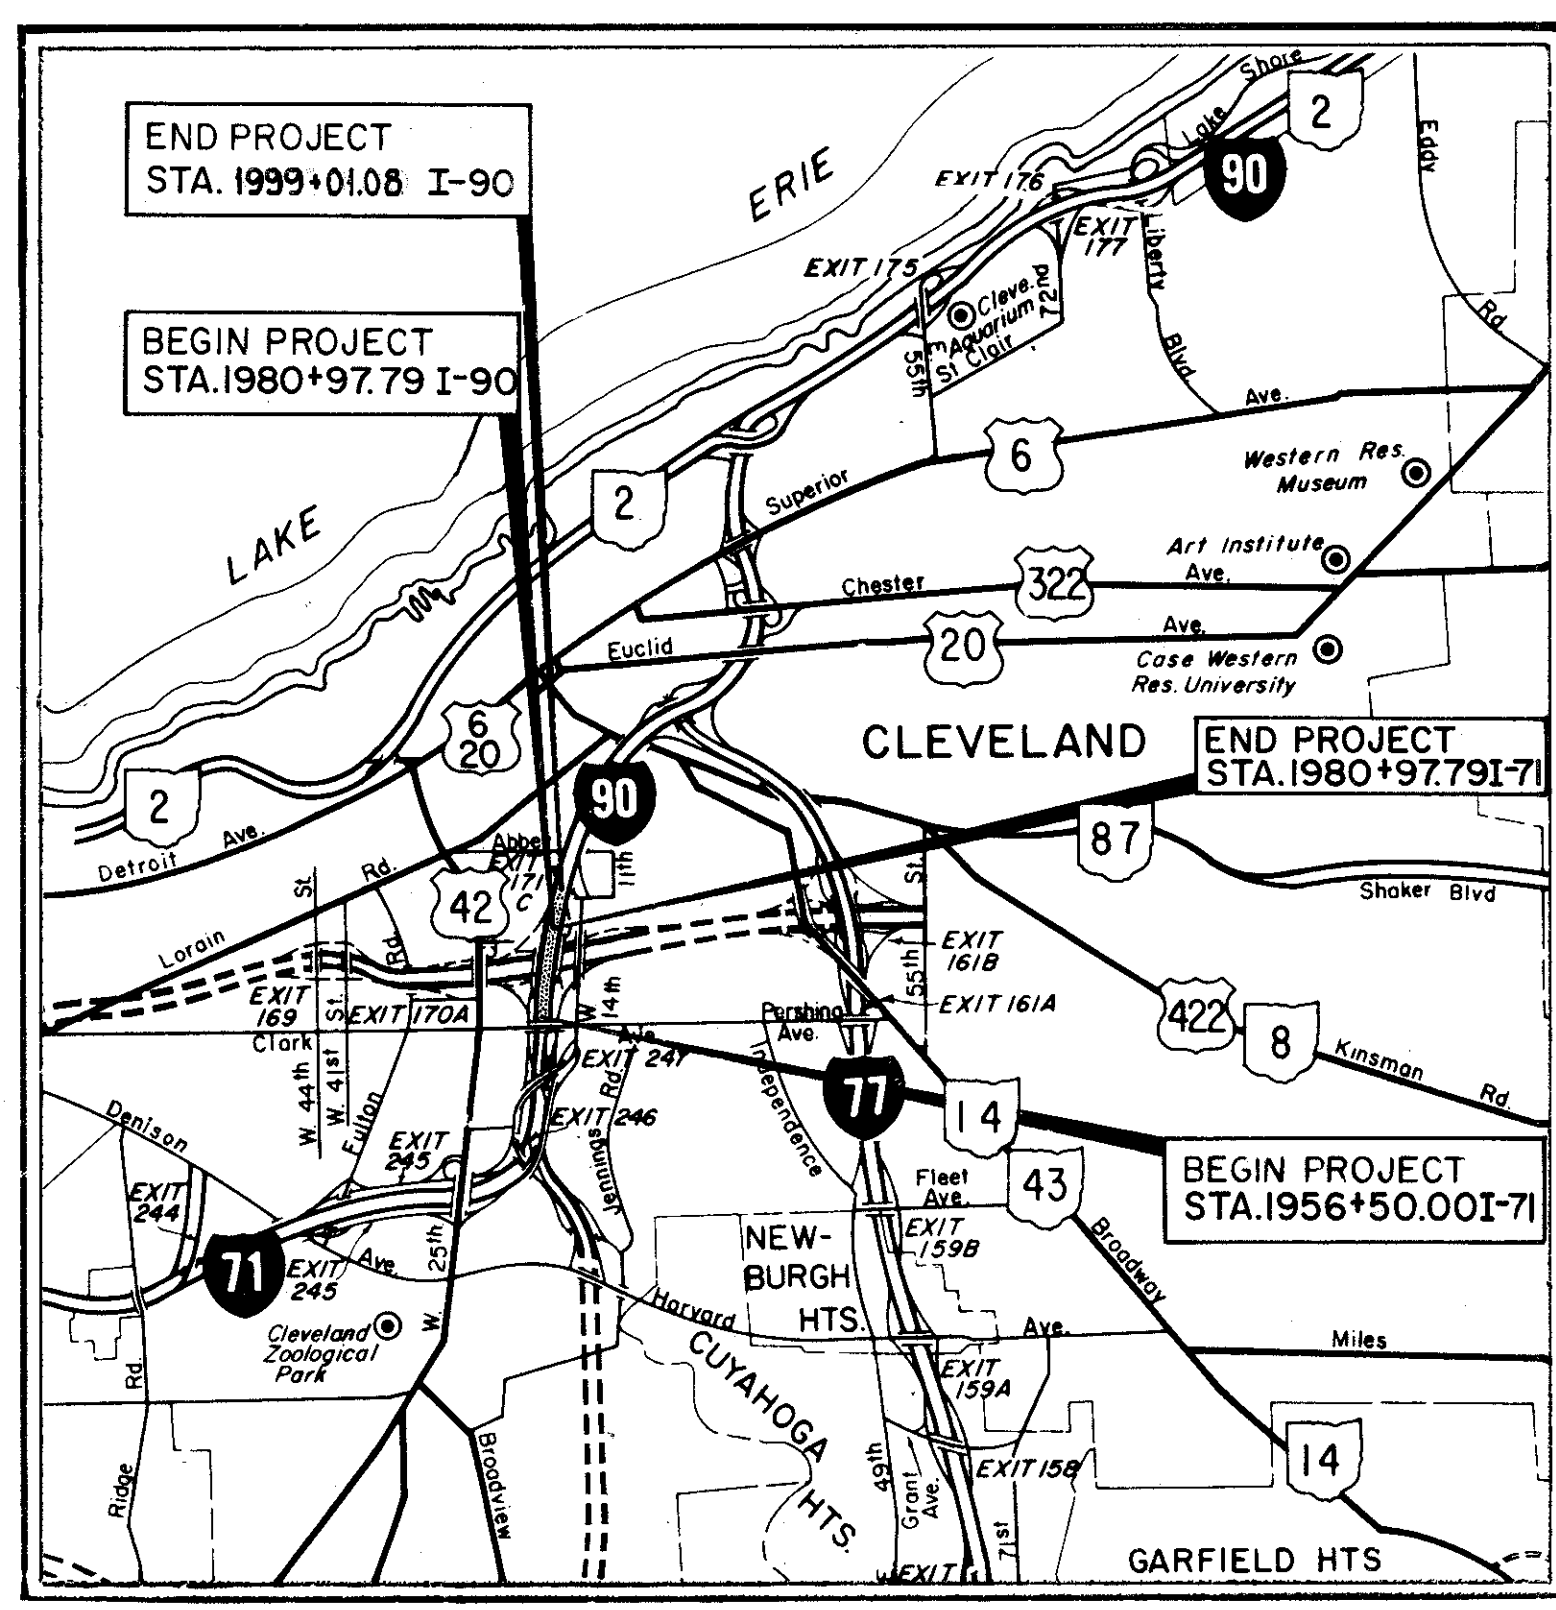 END PROJECT
STA. 1999+01.08 I-90
BEGIN PROJECT
STA.1980+97.79 I-90
LAKE
ERIE
Lake
Shore
2
90
Eddy
Rd.
EXIT 176
EXIT
177
Liberty
Blvd.
EXIT 175
Cleve.
Aquarium
72nd
E
55th
St Clair
Ave.
6
Superior
2
Western Res.
Museum
Art Institute
Ave.
Chester
322
Euclid
20
Ave.
Case Western
Res. University
6
20
CLEVELAND
END PROJECT
STA.1980+97.79I-71
2
90
87
Detroit
Ave.
Abbey
EXIT
171
C
11th
Shaker Blvd
Rd.
St.
42
St.
Lorain
Rd.
EXIT
161B
55th
EXIT
169
St.
EXIT 170A
W
14th
EXIT 161A
Pershing
Ave.
422
8
Kinsman
Rd.
Clark
Ave
EXIT 247
W 44th
W. 41st
Fulton
Independence
77
14
Denison
EXIT
245
EXIT 246
Jennings
Rd.
BEGIN PROJECT
STA.1956+50.00I-71
EXIT
244
43
Fleet
Ave.
71
EXIT
245
Ave.
25th
W.
NEW-
BURGH
HTS.
EXIT
159B
Broadway
Cleveland
Zoological
Park
Harvard
Ave.
Miles
Rd.
CUYAHOGA
HTS.
EXIT
159A
Ridge
Broadview
49th
Grant
Ave.
EXIT 158
71st
14
GARFIELD HTS
EXIT